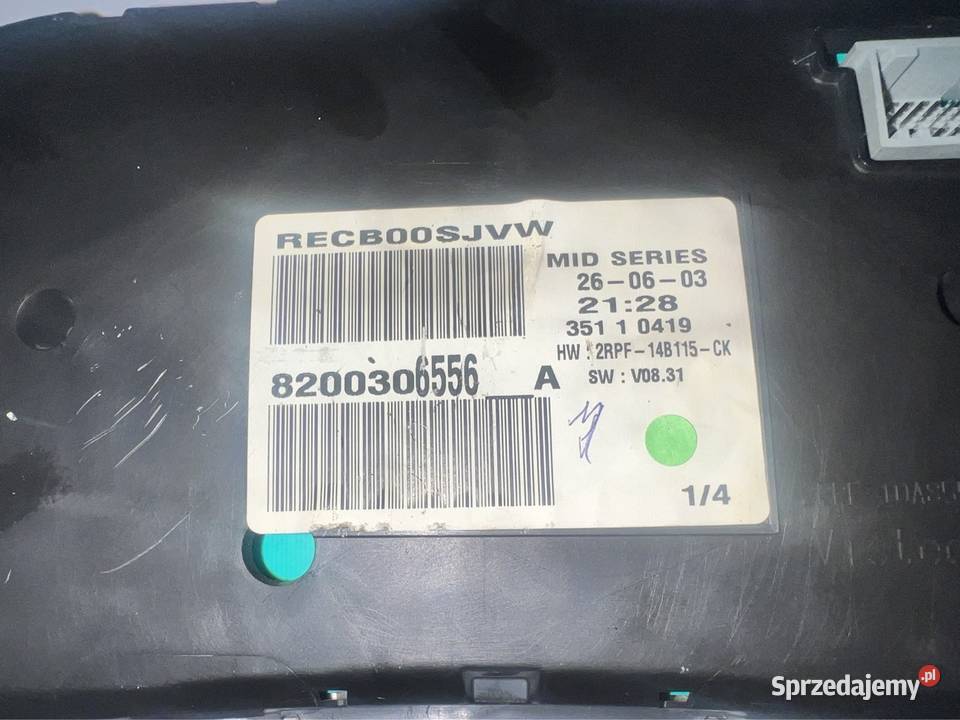 RECB00SJVW
MID SERIES
26-06-03
21:28
351 1 0419
HW : 2RPF-14B115-CK
8200306556__A
SW : V08.31
1/4
Sprzedajemy.pl